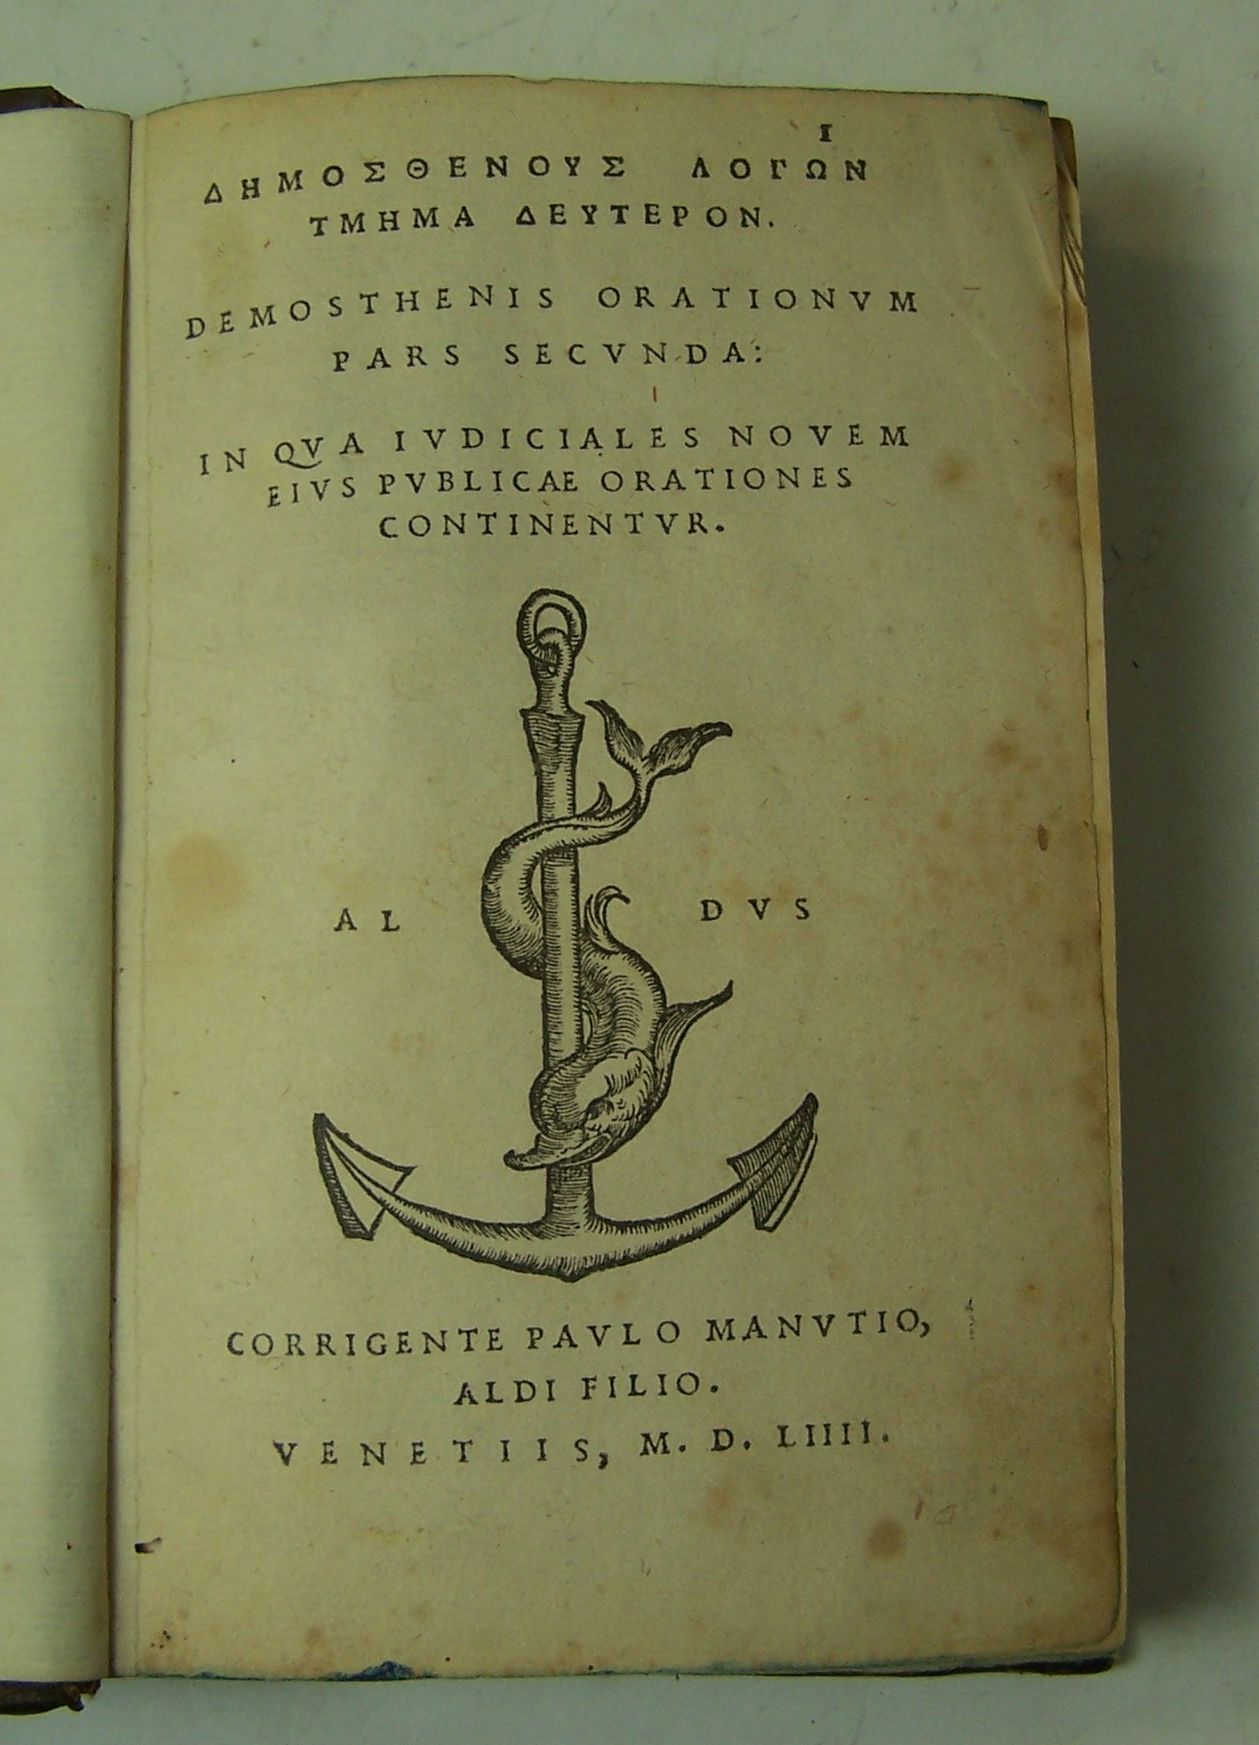 I
ΔΗΜΟΣΘΕΝΟΥΣ ΛΟΓΩΝ
ΤΜΗΜΑ ΔΕΥΤΕΡΟΝ.
DEMOSTHENIS ORATIONVM
PARS SECVNDA:
IN QVA IVDICIALES NOVEM
EIVS PVBLICAE ORATIONES
CONTINENTVR.
AL DVS
CORRIGENTE PAVLO MANVTIO,
ALDI FILIO.
VENETIIS, M. D. LIIII.